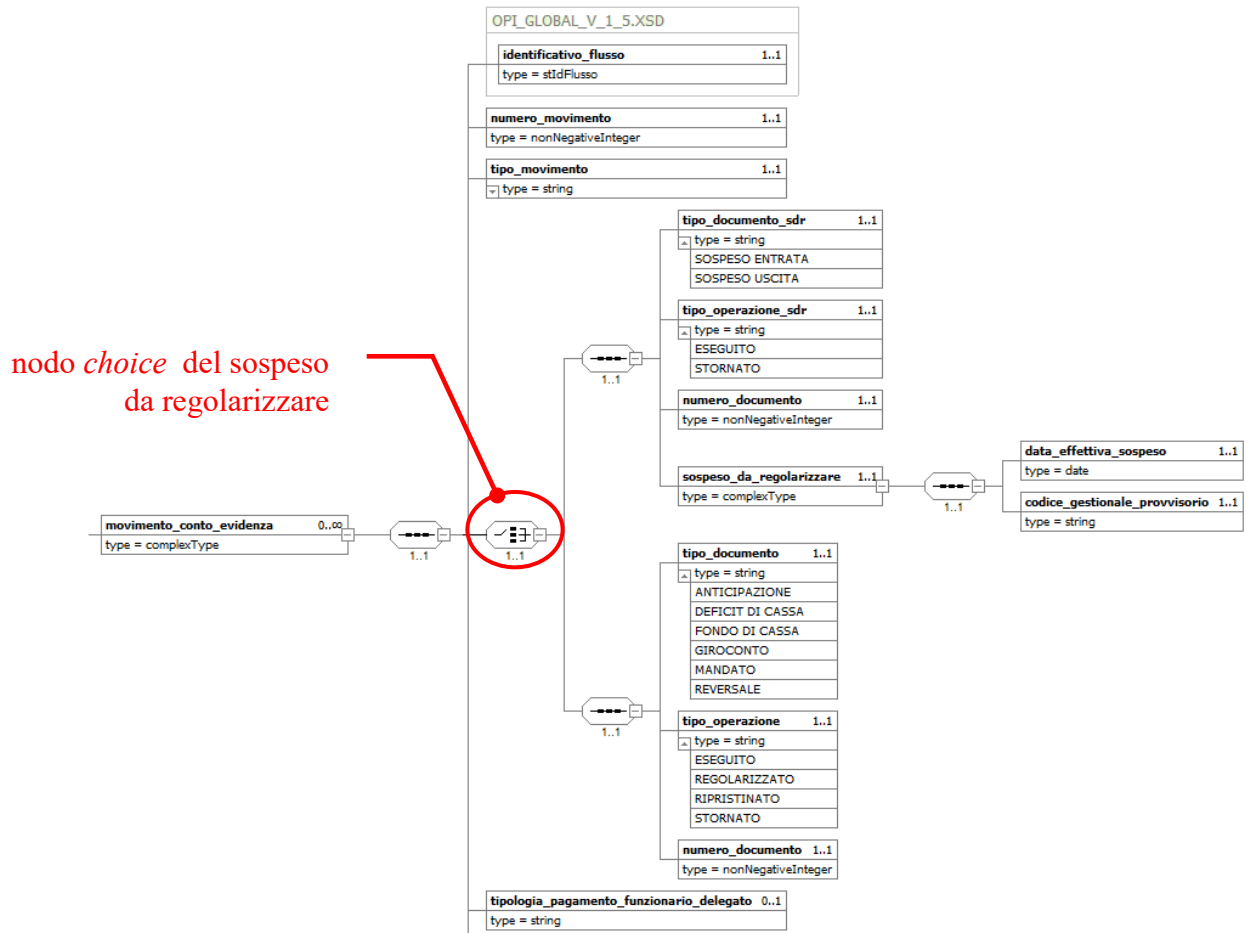 OPI_GLOBAL_V_1_5.XSD
identificativo_flusso 1..1
type = stIdFlusso
numero_movimento 1..1
type = nonNegativeInteger
tipo_movimento 1..1
type = string
tipo_documento_sdr 1..1
type = string
SOSPESO ENTRATA
SOSPESO USCITA
tipo_operazione_sdr 1..1
type = string
ESEGUITO
STORNATO
1..1
numero_documento 1..1
type = nonNegativeInteger
sospeso_da_regolarizzare 1..1
type = complexType
1..1
data_effettiva_sospeso 1..1
type = date
codice_gestionale_provvisorio 1..1
type = string
nodo choice del sospeso
da regolarizzare
movimento_conto_evidenza 0..∞
type = complexType
1..1
1..1
tipo_documento 1..1
type = string
ANTICIPAZIONE
DEFICIT DI CASSA
FONDO DI CASSA
GIROCONTO
MANDATO
REVERSALE
1..1
tipo_operazione 1..1
type = string
ESEGUITO
REGOLARIZZATO
RIPRISTINATO
STORNATO
numero_documento 1..1
type = nonNegativeInteger
tipologia_pagamento_funzionario_delegato 0..1
type = string